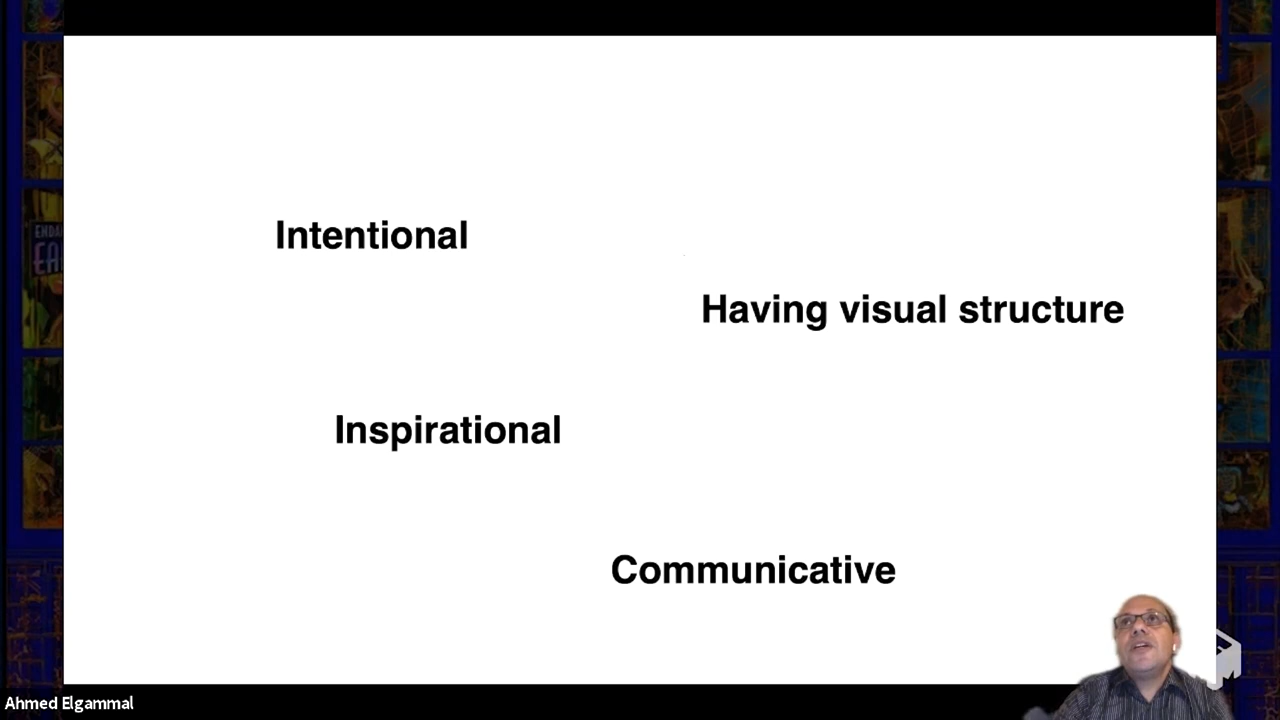 Intentional
Having visual structure
Inspirational
Communicative
Ahmed Elgammal